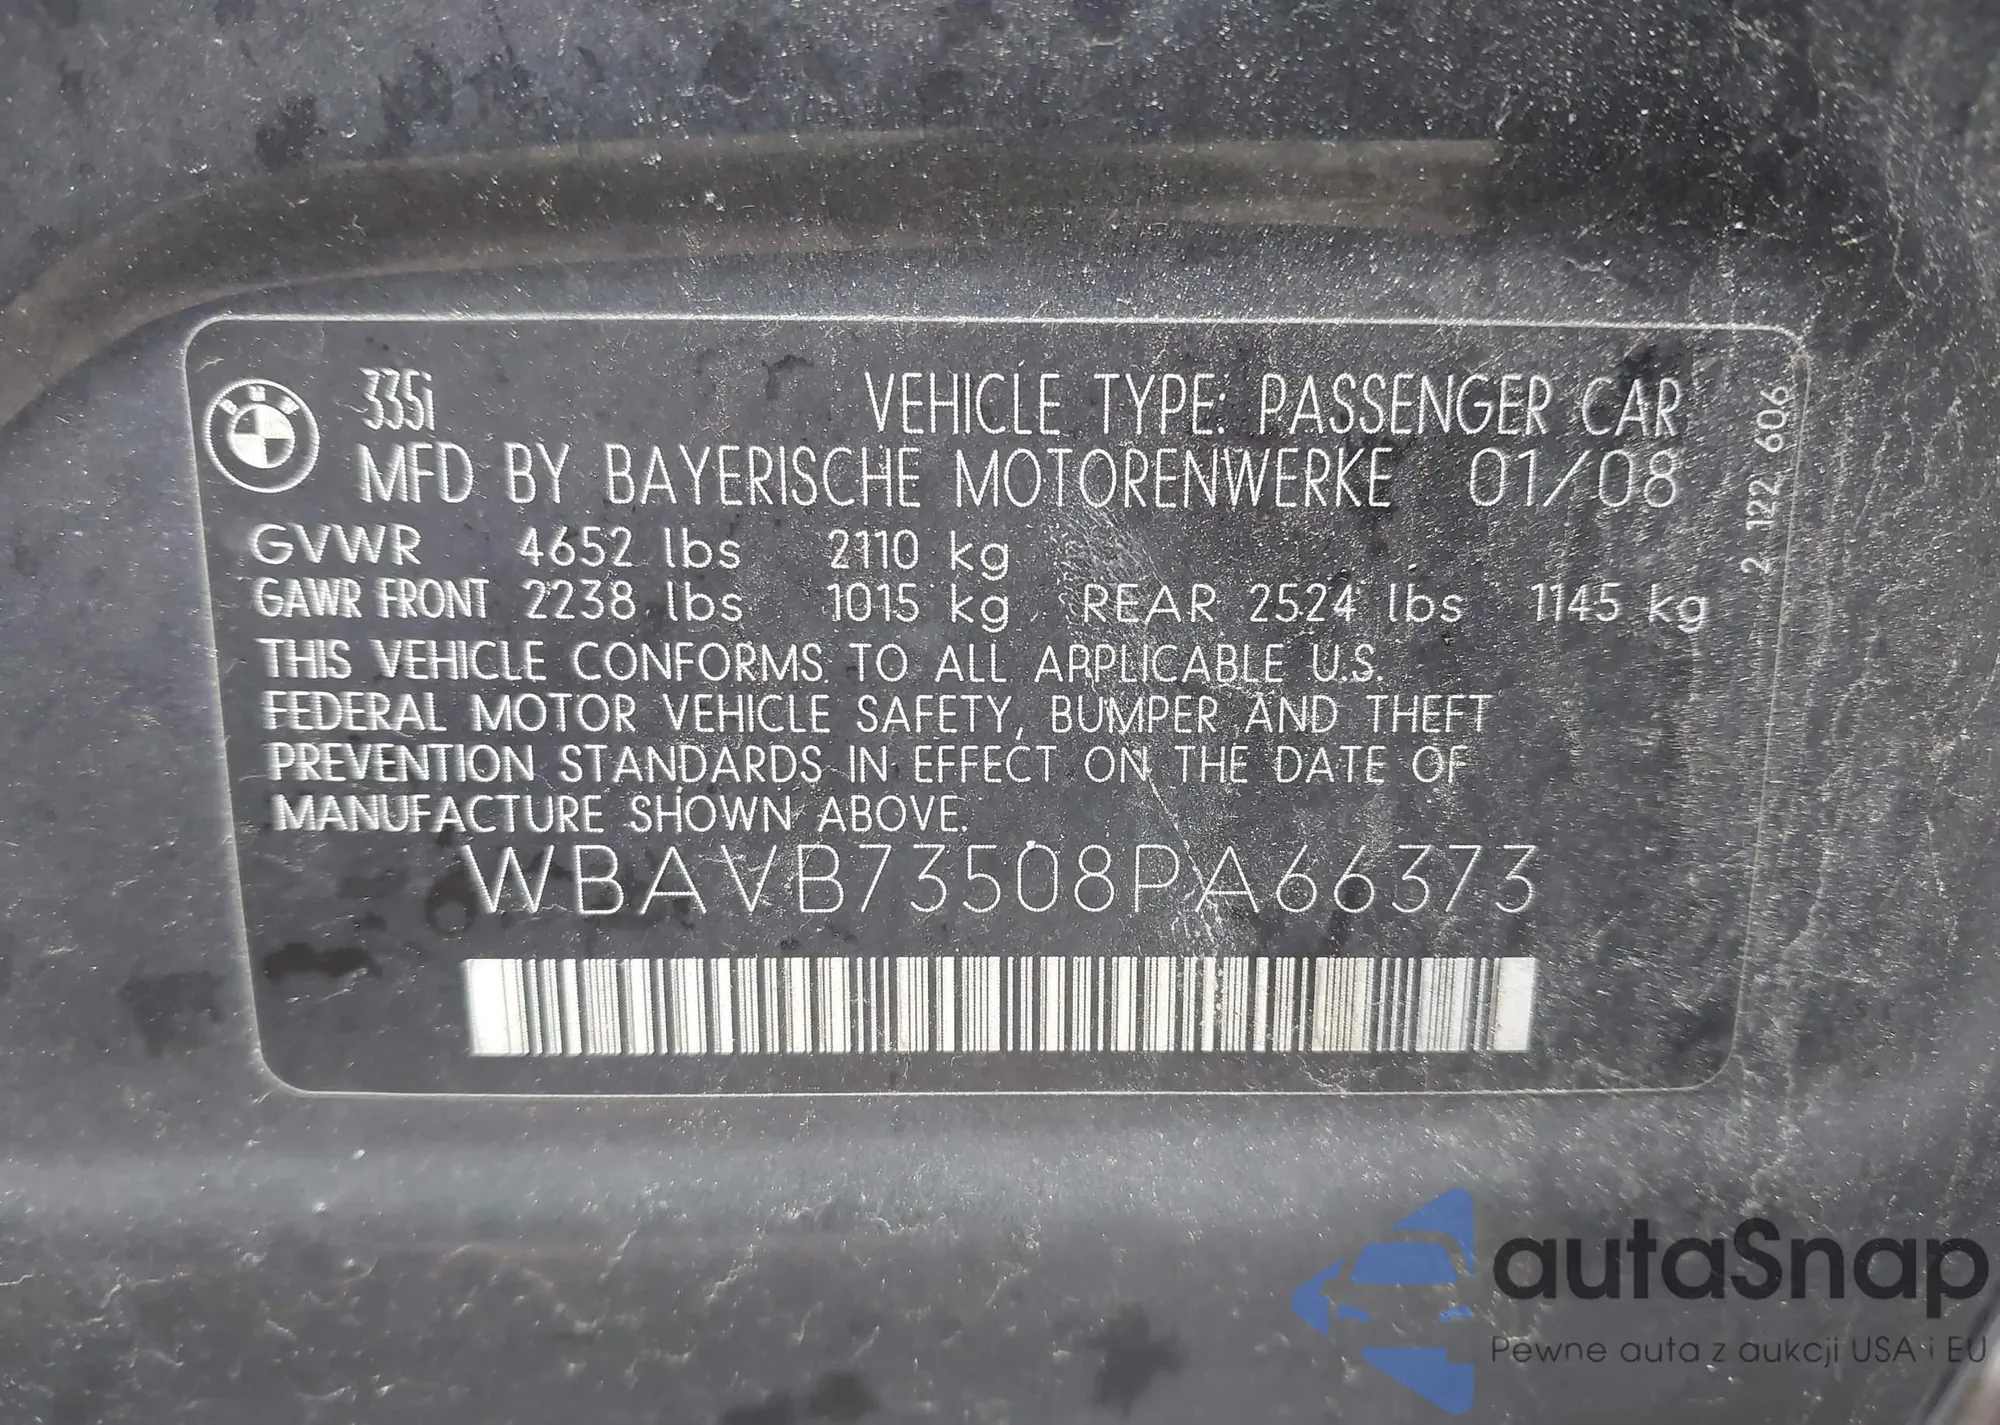 BMW
335i VEHICLE TYPE: PASSENGER CAR
MFD BY BAYERISCHE MOTORENWERKE 01/08
GVWR 4652 lbs 2110 kg
GAWR FRONT 2238 lbs 1015 kg REAR 2524 lbs 1145 kg
THIS VEHICLE CONFORMS TO ALL APPLICABLE U.S.
FEDERAL MOTOR VEHICLE SAFETY, BUMPER AND THEFT
PREVENTION STANDARDS IN EFFECT ON THE DATE OF
MANUFACTURE SHOWN ABOVE.
WBAVB73508PA66373
2 122 606
autaSnap
Pewne auta z aukcji USA i EU